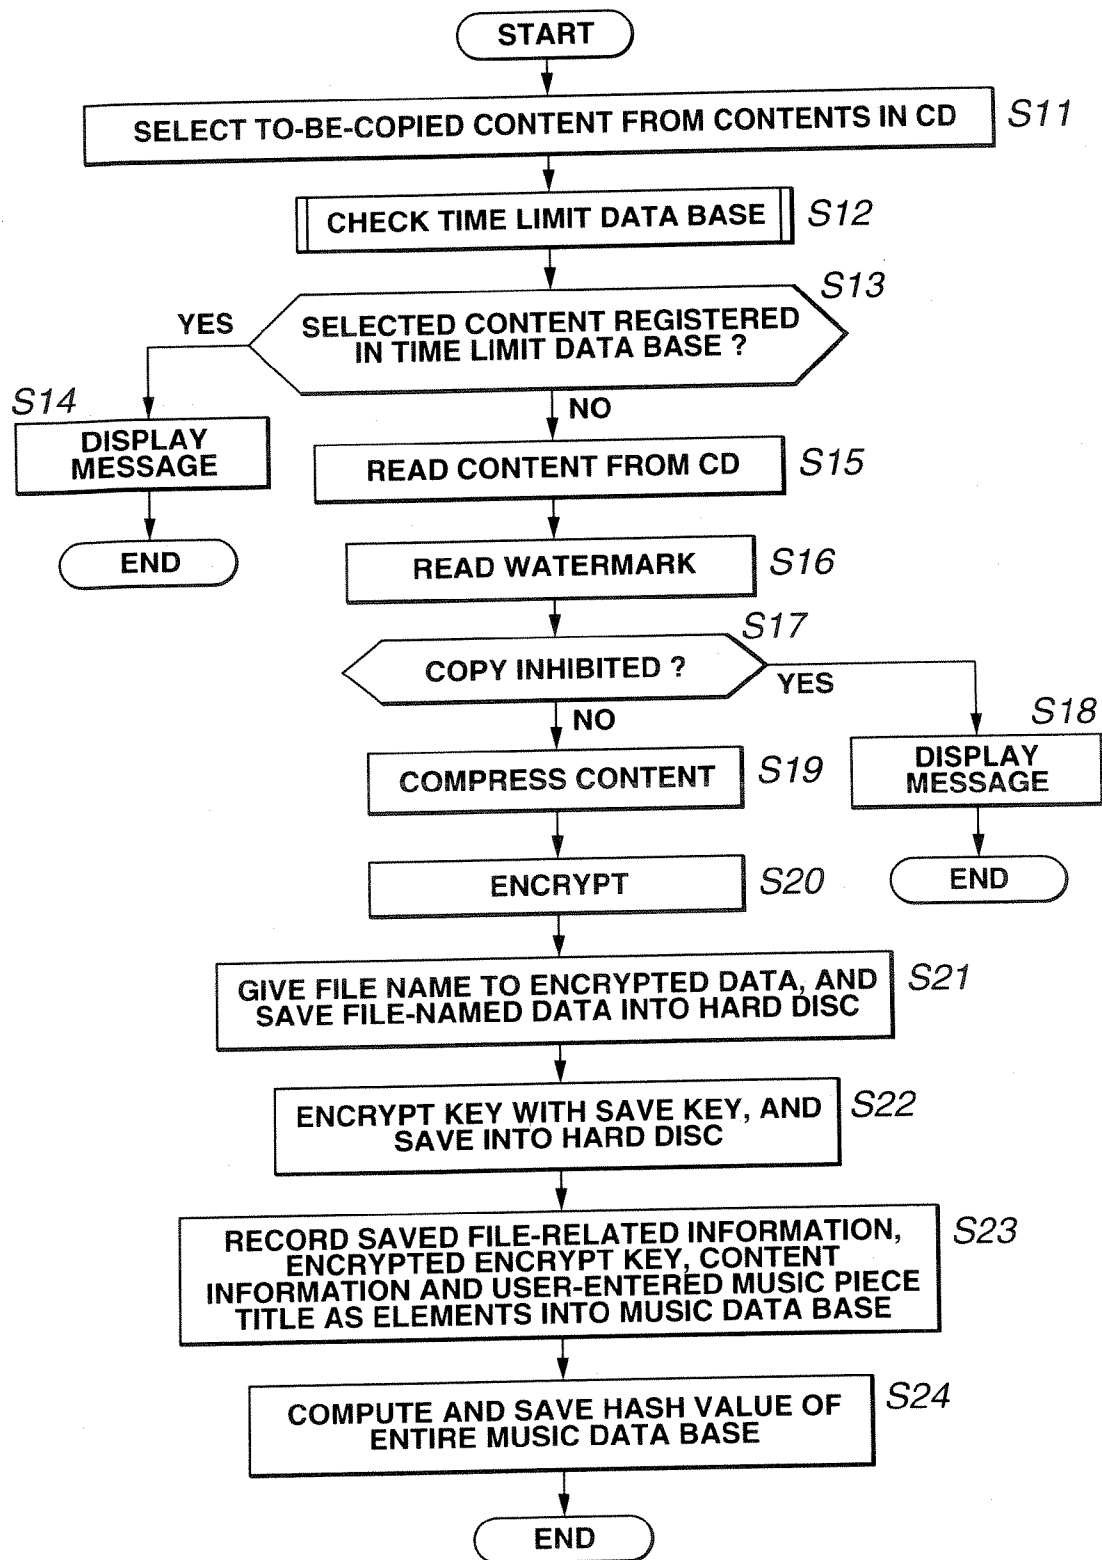 START
SELECT TO-BE-COPIED CONTENT FROM CONTENTS IN CD
S11
CHECK TIME LIMIT DATA BASE
S12
S13
SELECTED CONTENT REGISTERED
IN TIME LIMIT DATA BASE ?
YES
NO
S14
DISPLAY
MESSAGE
END
READ CONTENT FROM CD
S15
READ WATERMARK
S16
S17
COPY INHIBITED ?
YES
NO
S18
DISPLAY
MESSAGE
END
COMPRESS CONTENT
S19
ENCRYPT
S20
GIVE FILE NAME TO ENCRYPTED DATA, AND
SAVE FILE-NAMED DATA INTO HARD DISC
S21
ENCRYPT KEY WITH SAVE KEY, AND
SAVE INTO HARD DISC
S22
RECORD SAVED FILE-RELATED INFORMATION,
ENCRYPTED ENCRYPT KEY, CONTENT
INFORMATION AND USER-ENTERED MUSIC PIECE
TITLE AS ELEMENTS INTO MUSIC DATA BASE
S23
COMPUTE AND SAVE HASH VALUE OF
ENTIRE MUSIC DATA BASE
S24
END